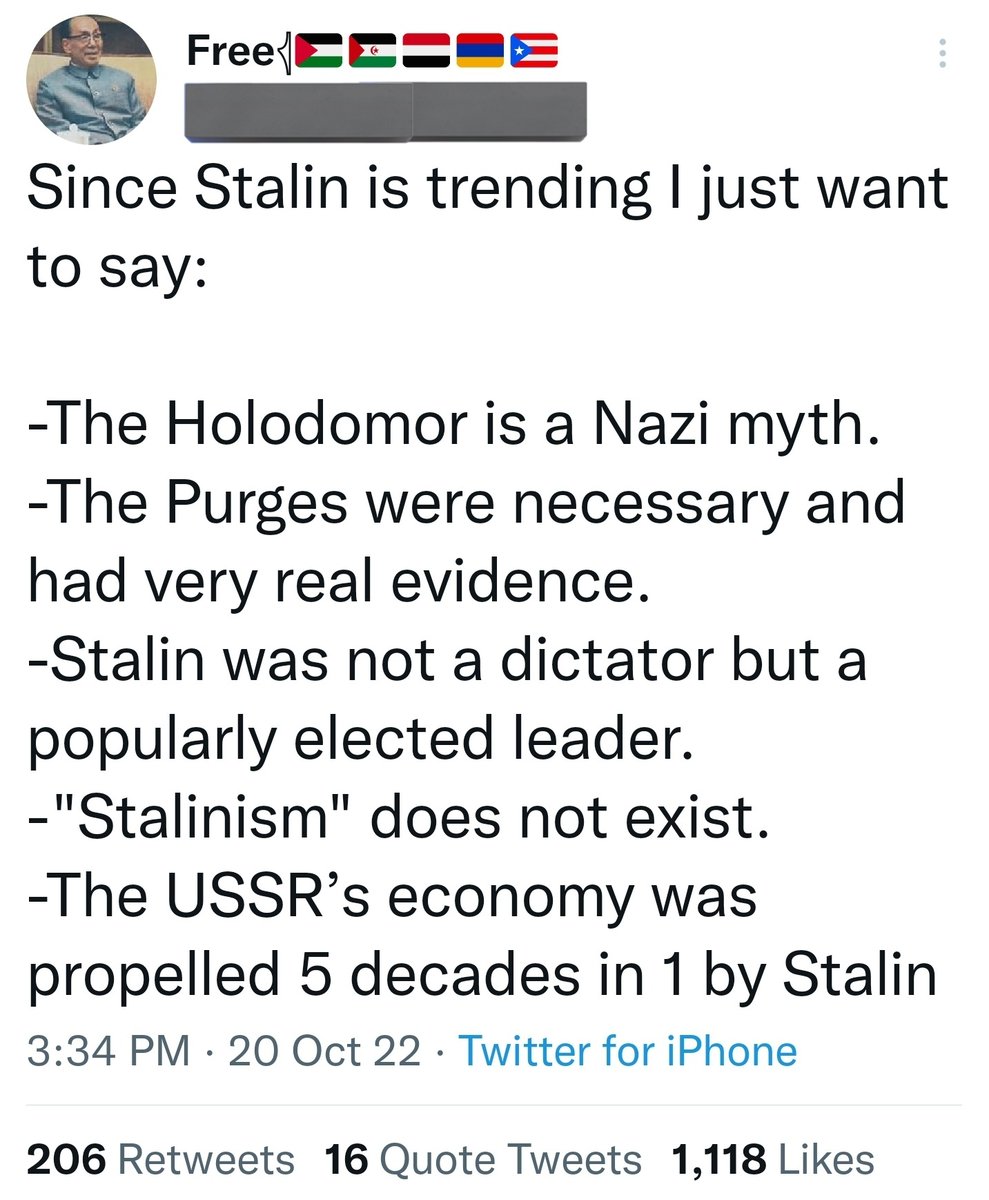 Free{🇵🇸🇪🇭🇾🇪🇦🇲🇵🇷
Since Stalin is trending I just want
to say:
-The Holodomor is a Nazi myth.
-The Purges were necessary and
had very real evidence.
-Stalin was not a dictator but a
popularly elected leader.
-"Stalinism" does not exist.
-The USSR’s economy was
propelled 5 decades in 1 by Stalin
3:34 PM · 20 Oct 22 · Twitter for iPhone
206 Retweets 16 Quote Tweets 1,118 Likes